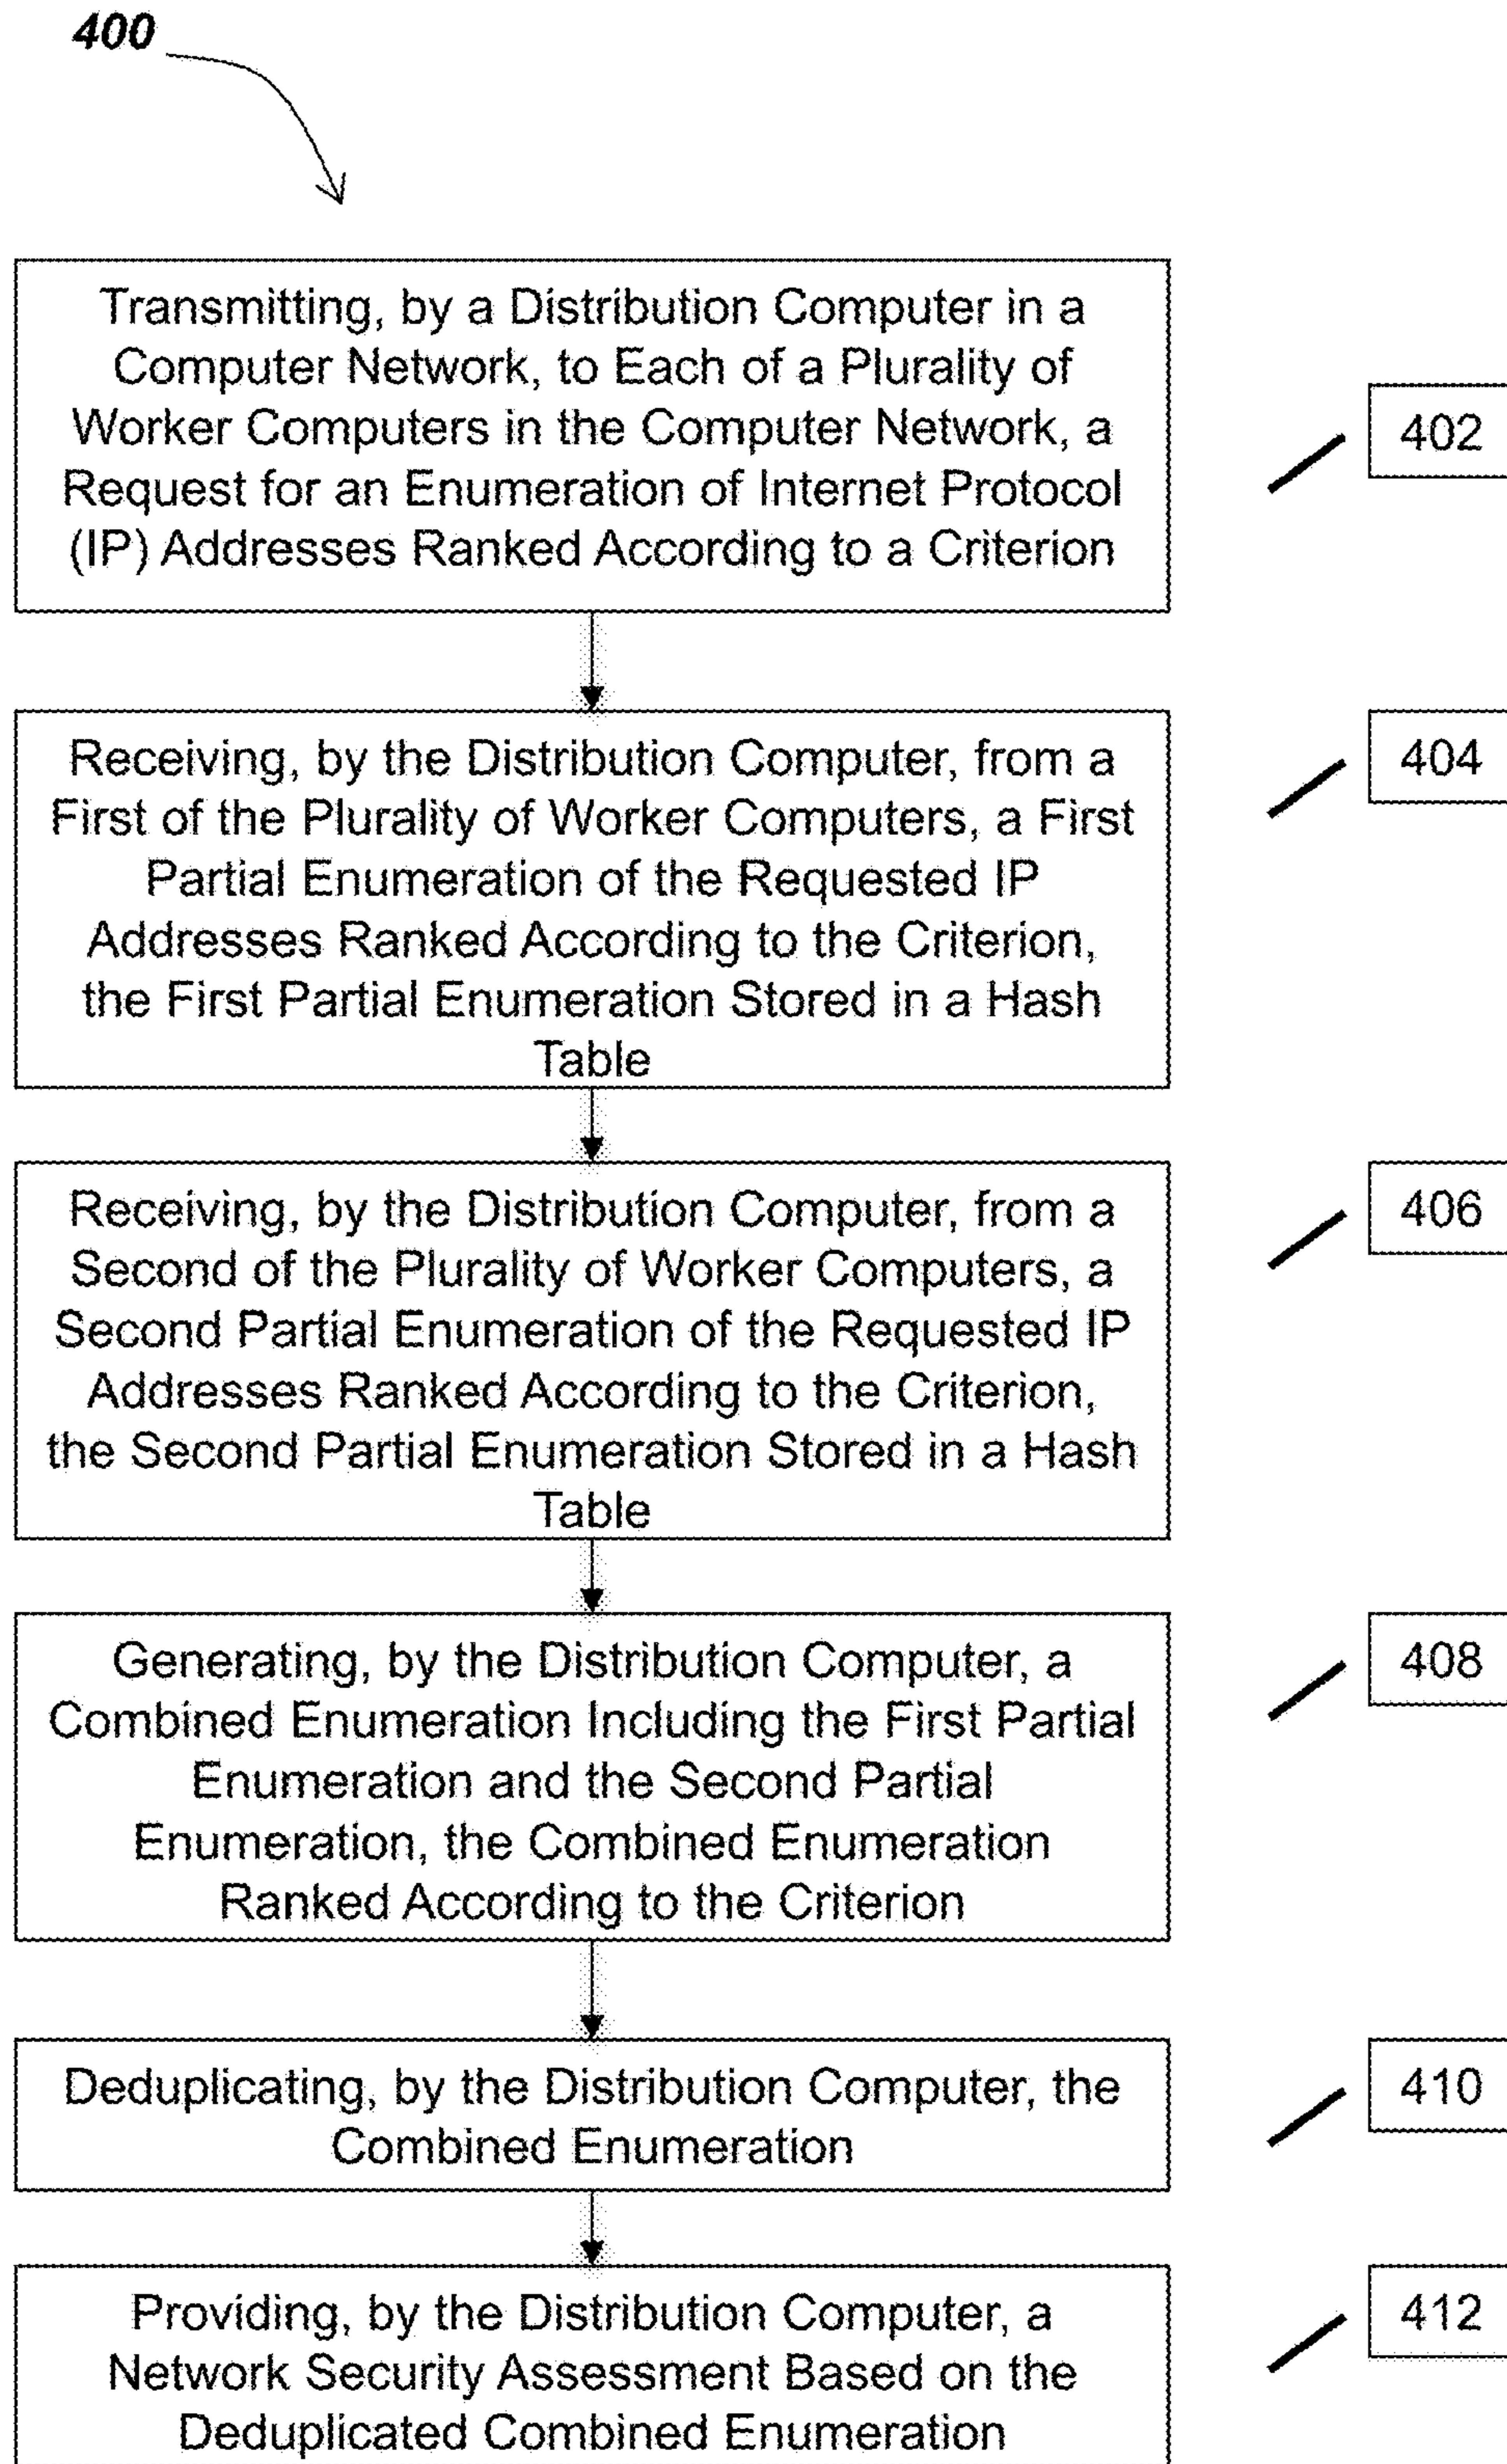 400
Transmitting, by a Distribution Computer in a
Computer Network, to Each of a Plurality of
Worker Computers in the Computer Network, a
Request for an Enumeration of Internet Protocol
(IP) Addresses Ranked According to a Criterion
402
Receiving, by the Distribution Computer, from a
First of the Plurality of Worker Computers, a First
Partial Enumeration of the Requested IP
Addresses Ranked According to the Criterion,
the First Partial Enumeration Stored in a Hash
Table
404
Receiving, by the Distribution Computer, from a
Second of the Plurality of Worker Computers, a
Second Partial Enumeration of the Requested IP
Addresses Ranked According to the Criterion,
the Second Partial Enumeration Stored in a Hash
Table
406
Generating, by the Distribution Computer, a
Combined Enumeration Including the First Partial
Enumeration and the Second Partial
Enumeration, the Combined Enumeration
Ranked According to the Criterion
408
Deduplicating, by the Distribution Computer, the
Combined Enumeration
410
Providing, by the Distribution Computer, a
Network Security Assessment Based on the
Deduplicated Combined Enumeration
412